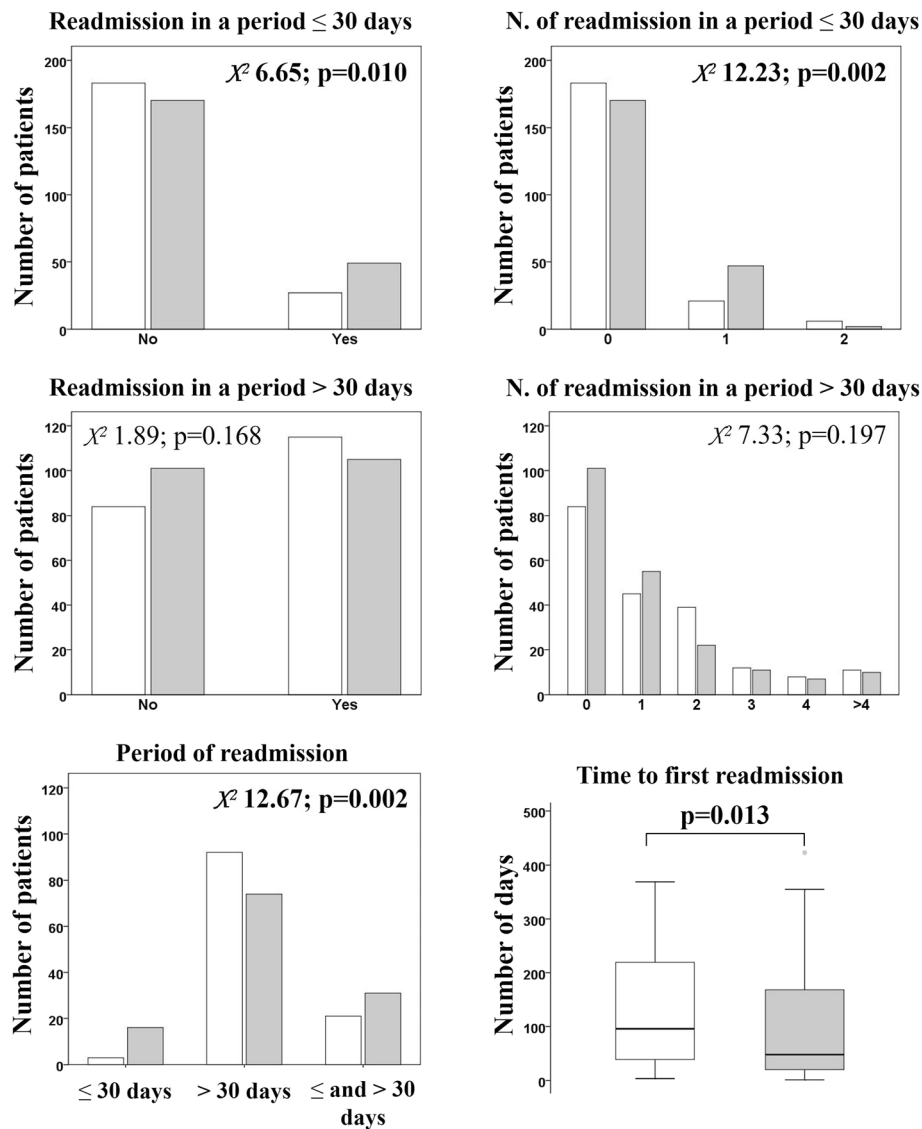 Readmission in a period ≤ 30 days
Number of patients
200
150
100
50
0
X² 6.65; p=0.010
No Yes
N. of readmission in a period ≤ 30 days
Number of patients
200
150
100
50
0
X² 12.23; p=0.002
0 1 2
Readmission in a period > 30 days
Number of patients
120
100
80
60
40
20
0
X² 1.89; p=0.168
No Yes
N. of readmission in a period > 30 days
Number of patients
120
100
80
60
40
20
0
X² 7.33; p=0.197
0 1 2 3 4 >4
Period of readmission
Number of patients
120
100
80
60
40
20
0
X² 12.67; p=0.002
≤ 30 days > 30 days ≤ and > 30
days
Time to first readmission
Number of days
500
400
300
200
100
0
p=0.013